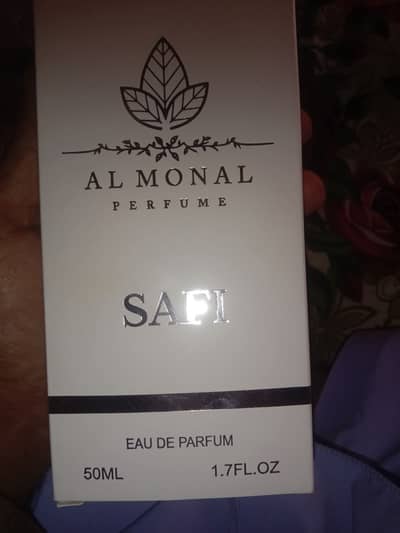 AL MONAL
PERFUME
SAFI
EAU DE PARFUM
50ML 1.7FL.OZ